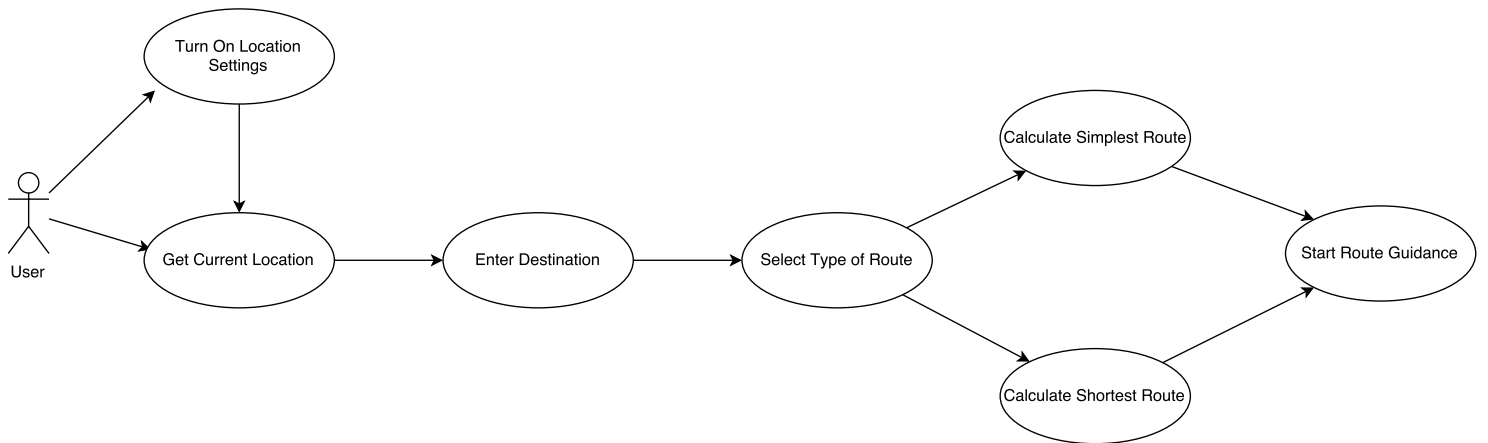 Turn On Location
Settings
User
Get Current Location
Enter Destination
Select Type of Route
Calculate Simplest Route
Calculate Shortest Route
Start Route Guidance